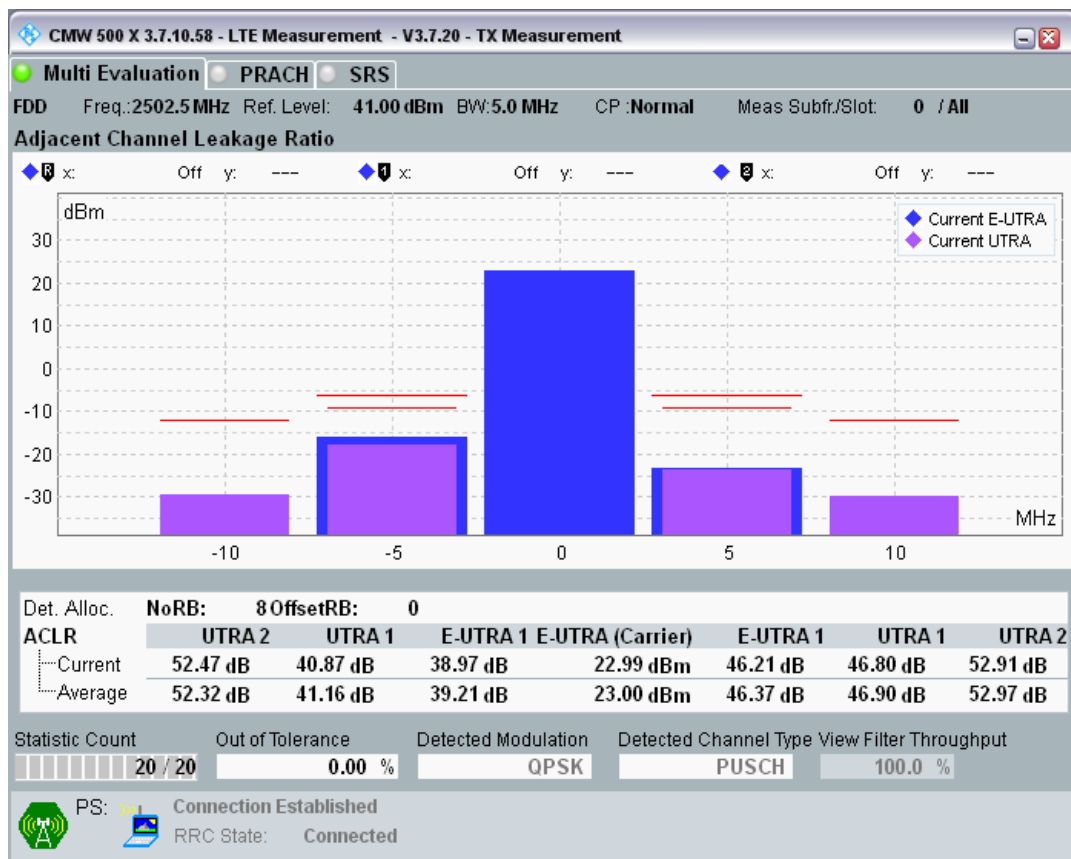 CMW 500 X 3.7.10.58 - LTE Measurement - V3.7.20 - TX Measurement
Multi Evaluation PRACH SRS
FDD Freq.:2502.5 MHz Ref. Level: 41.00 dBm BW:5.0 MHz CP :Normal Meas Subfr./Slot: 0 / All
Adjacent Channel Leakage Ratio
R x: Off y: --- 1 x: Off y: --- 2 x: Off y: ---
dBm
Current E-UTRA
Current UTRA
30
20
10
0
-10
-20
-30
MHz
-10 -5 0 5 10
Det. Alloc. NoRB: 8 OffsetRB: 0
ACLR UTRA 2 UTRA 1 E-UTRA 1 E-UTRA (Carrier) E-UTRA 1 UTRA 1 UTRA 2
Current 52.47 dB 40.87 dB 38.97 dB 22.99 dBm 46.21 dB 46.80 dB 52.91 dB
Average 52.32 dB 41.16 dB 39.21 dB 23.00 dBm 46.37 dB 46.90 dB 52.97 dB
Statistic Count Out of Tolerance Detected Modulation Detected Channel Type View Filter Throughput
20 / 20 0.00 % QPSK PUSCH 100.0 %
PS: Connection Established
RRC State: Connected